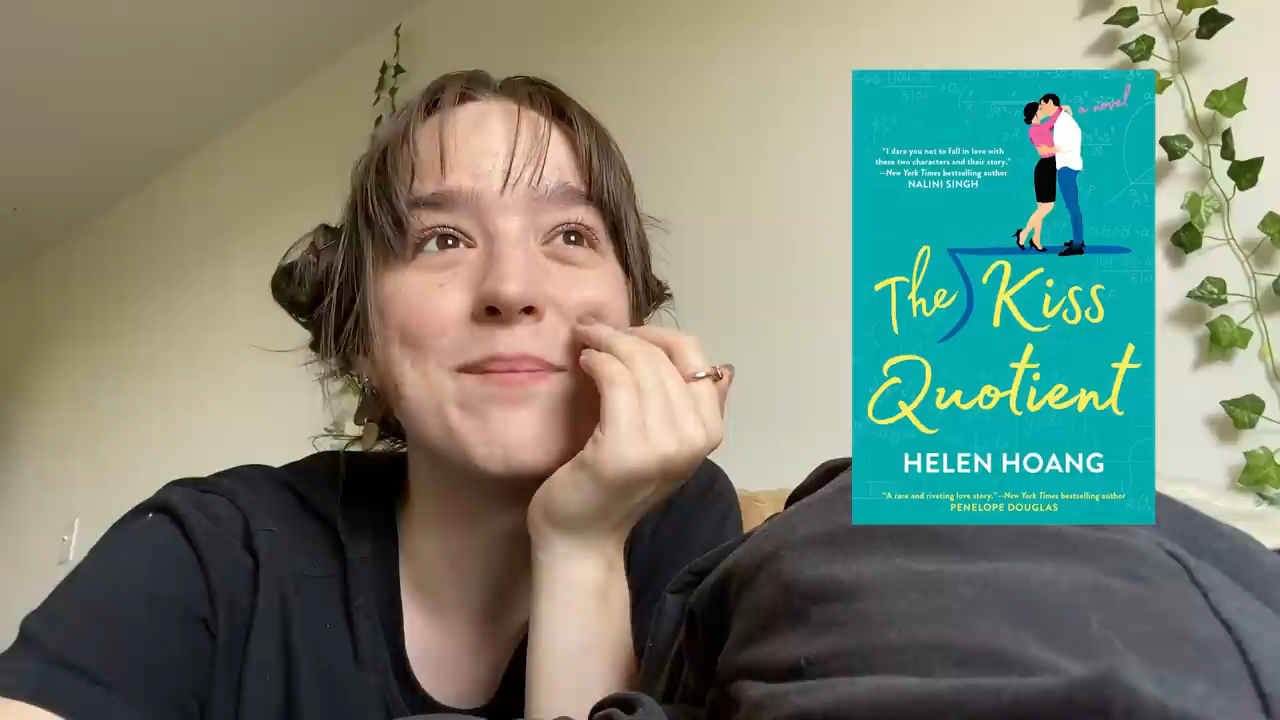 a novel
"I dare you not to fall in love with
these two characters and their story."
—New York Times bestselling author
NALINI SINGH
The Kiss
Quotient
HELEN HOANG
"A rare and riveting love story."—New York Times bestselling author
PENELOPE DOUGLAS